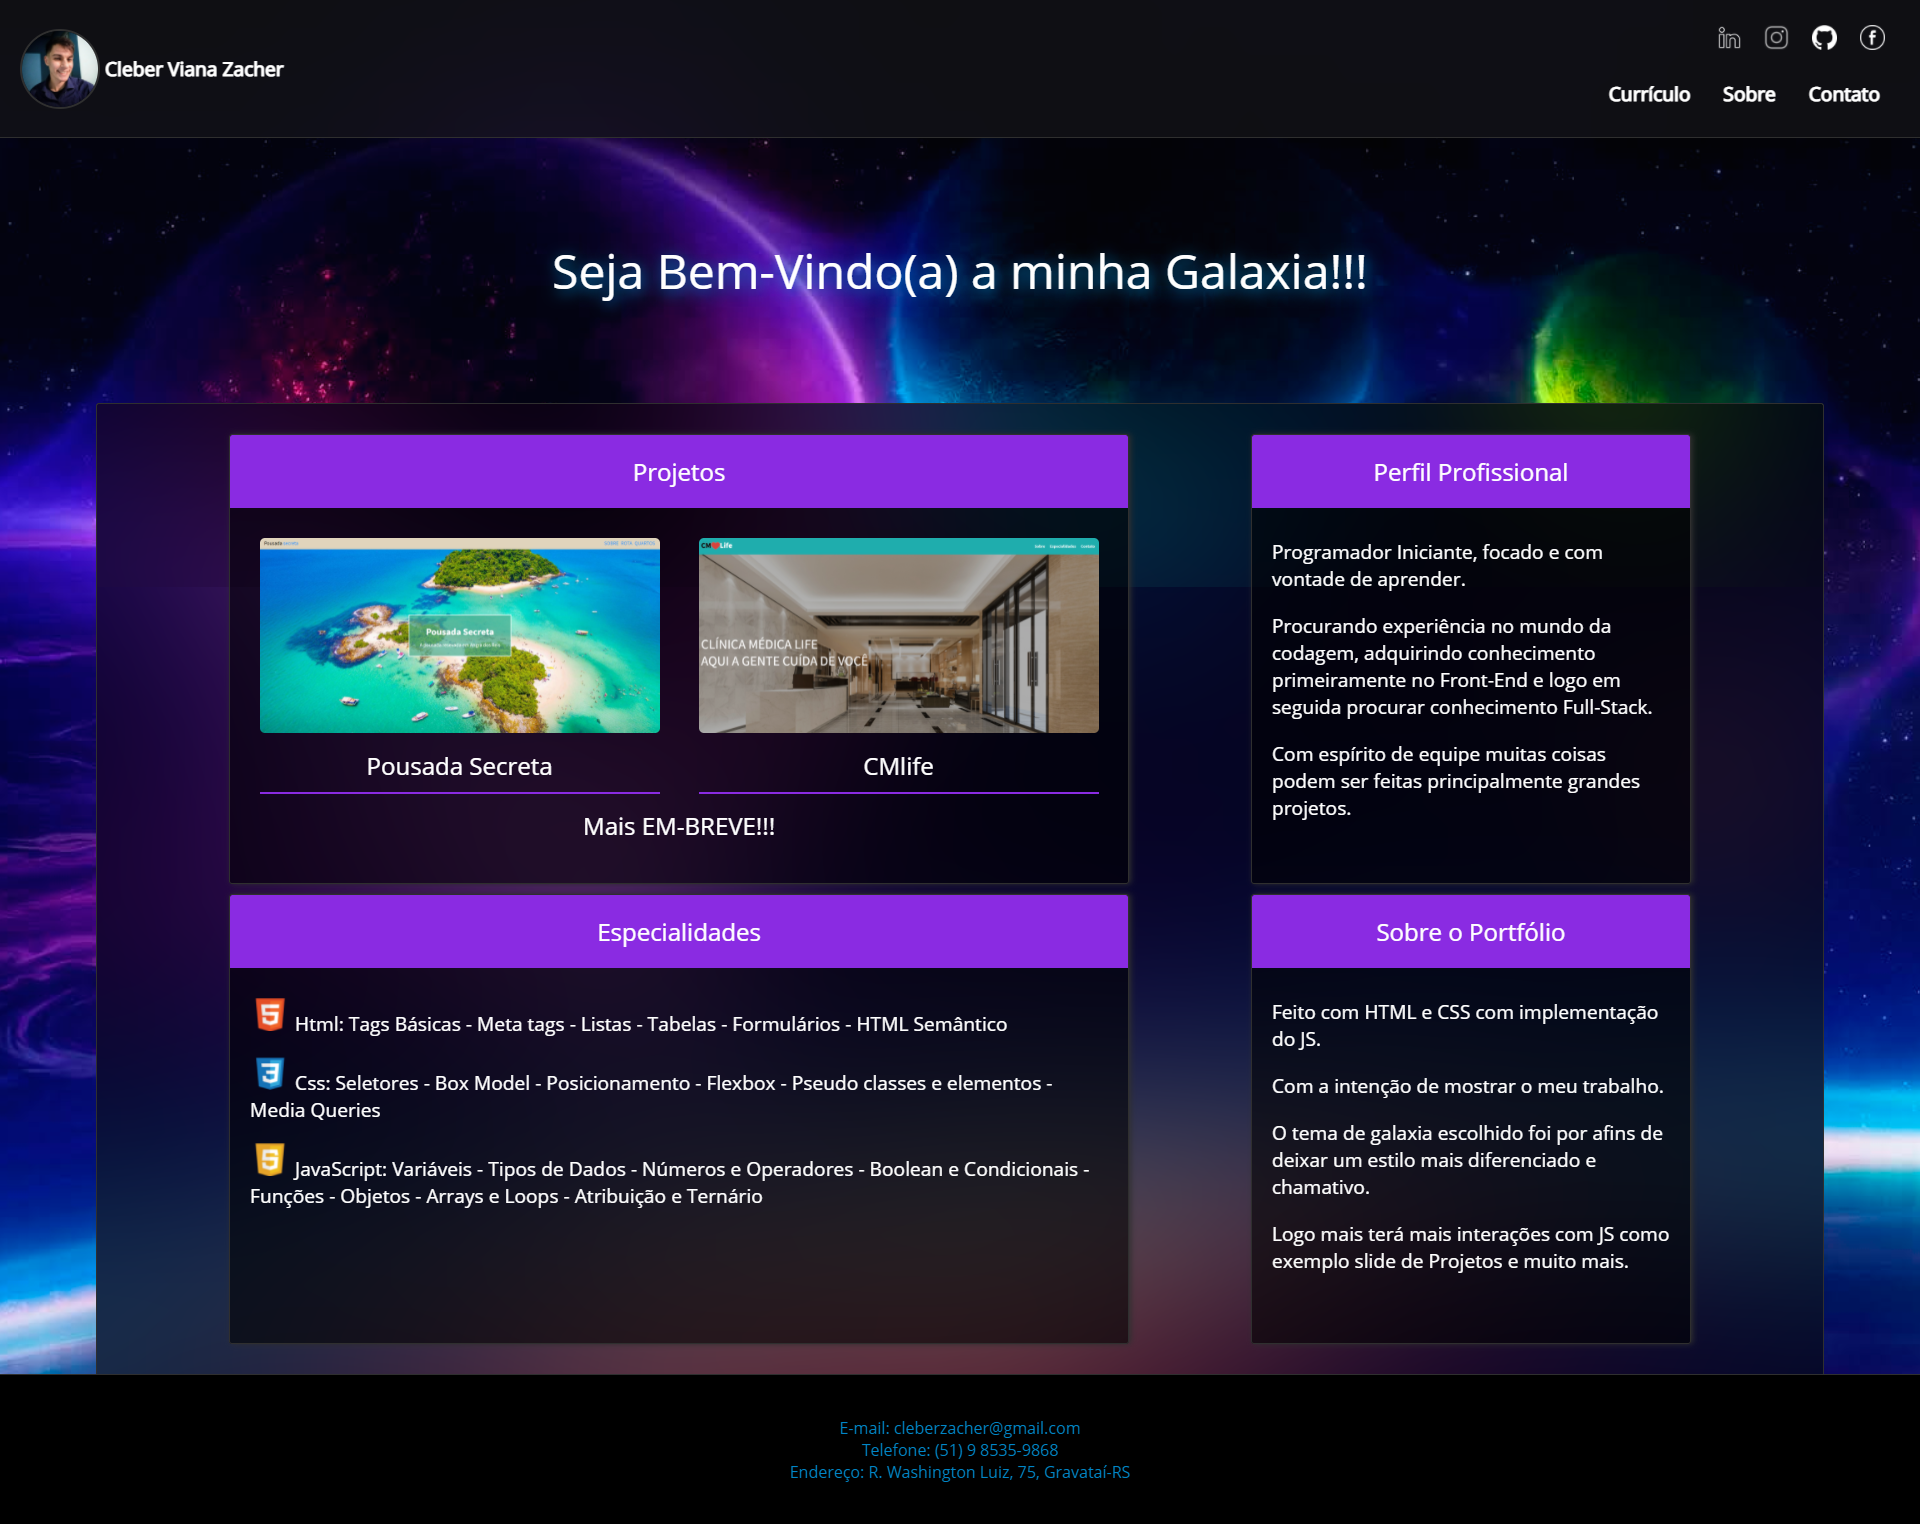 Cleber Viana Zacher
Currículo Sobre Contato
Seja Bem-Vindo(a) a minha Galaxia!!!
Projetos
Pousada Secreta
CM Life
CLÍNICA MÉDICA LIFE
AQUI A GENTE CUÍDA DE VOCÊ
Pousada Secreta
CMlife
Mais EM-BREVE!!!
Perfil Profissional
Programador Iniciante, focado e com
vontade de aprender.
Procurando experiência no mundo da
codagem, adquirindo conhecimento
primeiramente no Front-End e logo em
seguida procurar conhecimento Full-Stack.
Com espírito de equipe muitas coisas
podem ser feitas principalmente grandes
projetos.
Especialidades
Html: Tags Básicas - Meta tags - Listas - Tabelas - Formulários - HTML Semântico
Css: Seletores - Box Model - Posicionamento - Flexbox - Pseudo classes e elementos -
Media Queries
JavaScript: Variáveis - Tipos de Dados - Números e Operadores - Boolean e Condicionais -
Funções - Objetos - Arrays e Loops - Atribuição e Ternário
Sobre o Portfólio
Feito com HTML e CSS com implementação
do JS.
Com a intenção de mostrar o meu trabalho.
O tema de galaxia escolhido foi por afins de
deixar um estilo mais diferenciado e
chamativo.
Logo mais terá mais interações com JS como
exemplo slide de Projetos e muito mais.
E-mail: cleberzacher@gmail.com
Telefone: (51) 9 8535-9868
Endereço: R. Washington Luiz, 75, Gravataí-RS